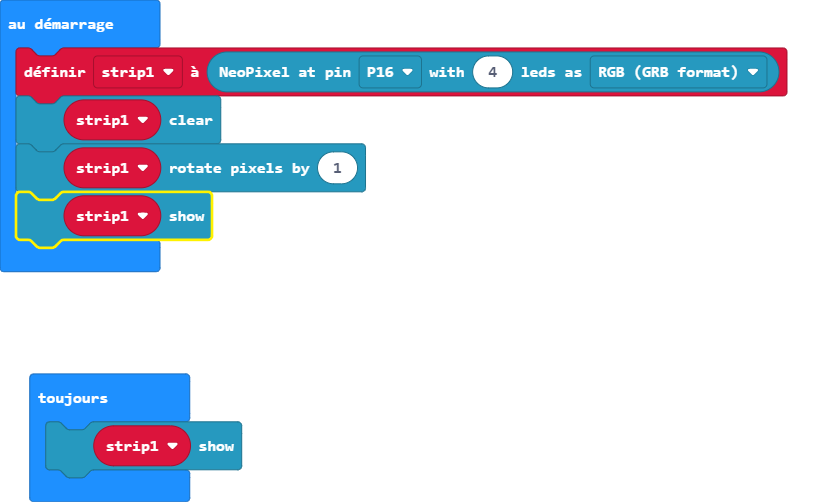 au démarrage
définir strip1 à NeoPixel at pin P16 with 4 leds as RGB (GRB format)
strip1 clear
strip1 rotate pixels by 1
strip1 show
toujours
strip1 show